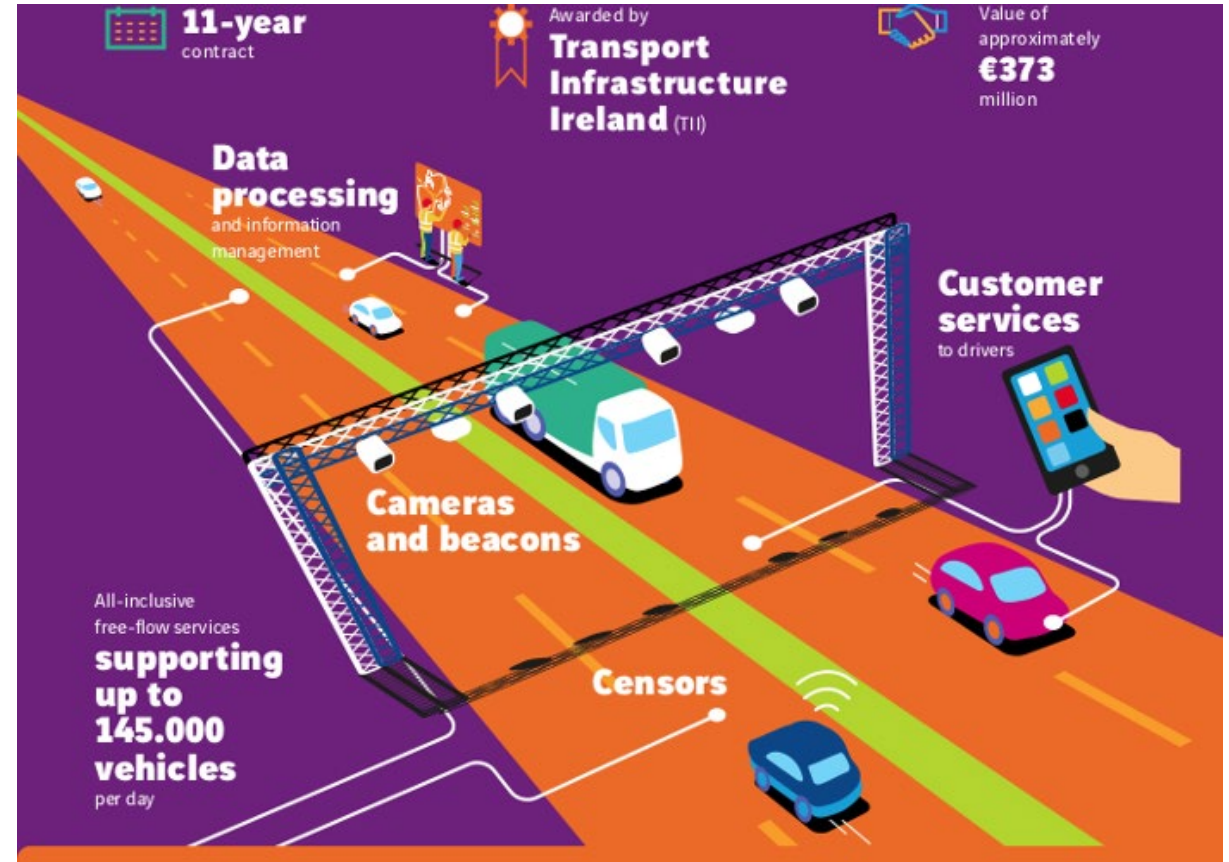 11-year
contract
Awarded by
Transport
Infrastructure
Ireland (TII)
Value of
approximately
€373
million
Data
processing
and information
management
Customer
services
to drivers
Cameras
and beacons
All-inclusive
free-flow services
supporting
up to
145.000
vehicles
per day
Censors